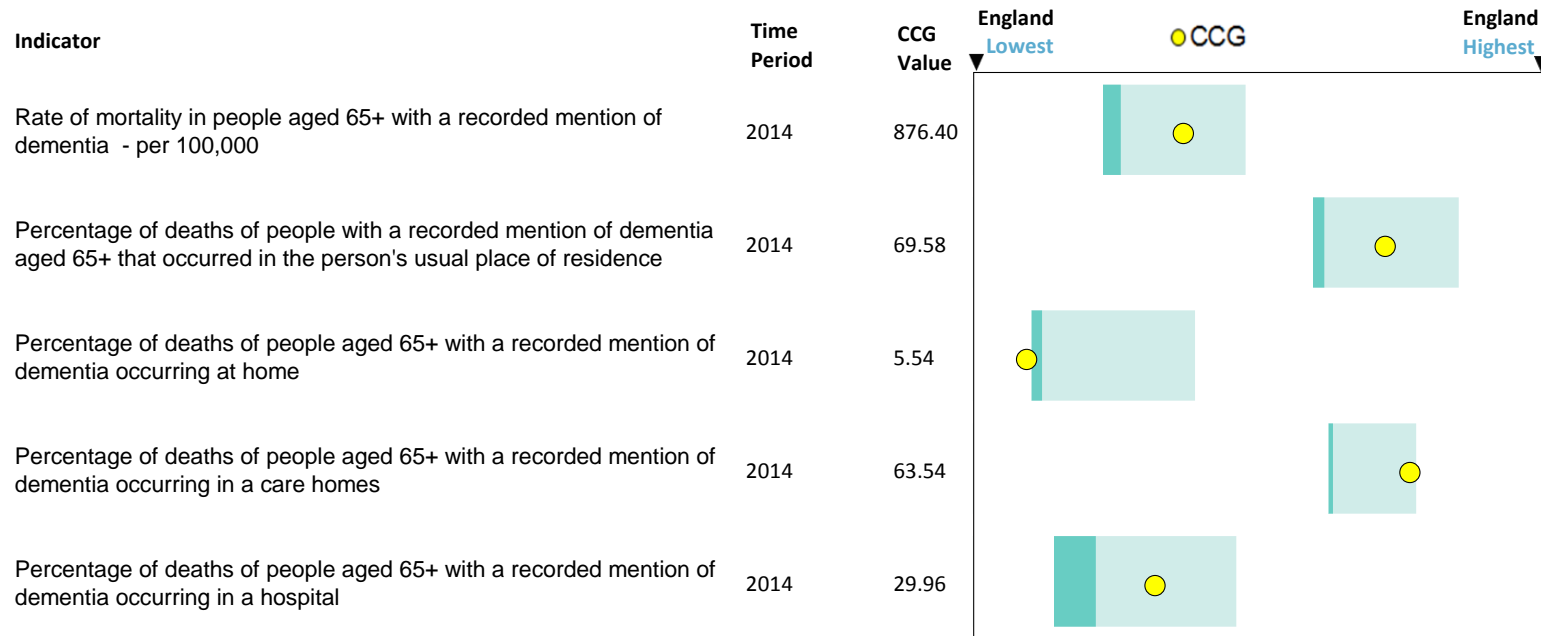 Indicator
Time
Period
CCG
Value
England
Lowest
CCG
England
Highest
Rate of mortality in people aged 65+ with a recorded mention of
dementia - per 100,000
2014
876.40
Percentage of deaths of people with a recorded mention of dementia
aged 65+ that occurred in the person's usual place of residence
2014
69.58
Percentage of deaths of people aged 65+ with a recorded mention of
dementia occurring at home
2014
5.54
Percentage of deaths of people aged 65+ with a recorded mention of
dementia occurring in a care homes
2014
63.54
Percentage of deaths of people aged 65+ with a recorded mention of
dementia occurring in a hospital
2014
29.96